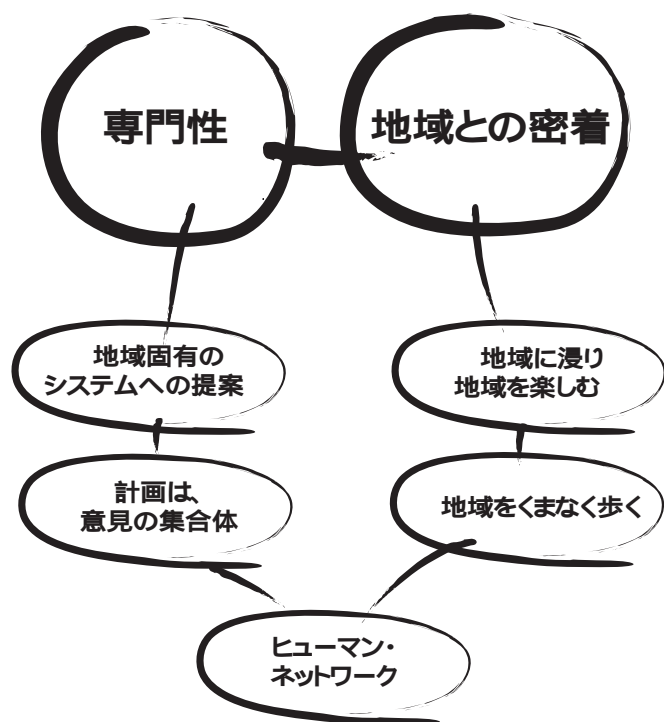 専門性
地域との密着
地域固有の
システムへの提案
地域に浸り
地域を楽しむ
計画は、
意見の集合体
地域をくまなく歩く
ヒューマン・
ネットワーク